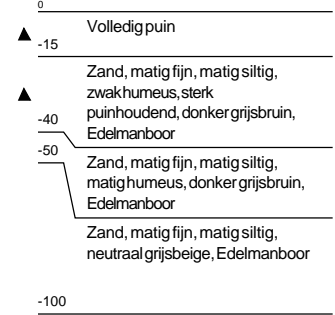 0
Volledig puin
-15
Zand, matig fijn, matig siltig,
zwak humeus, sterk
puinhoudend, donker grijsbruin,
Edelmanboor
-40
Zand, matig fijn, matig siltig,
matig humeus, donker grijsbruin,
Edelmanboor
-50
Zand, matig fijn, matig siltig,
neutraal grijsbeige, Edelmanboor
-100